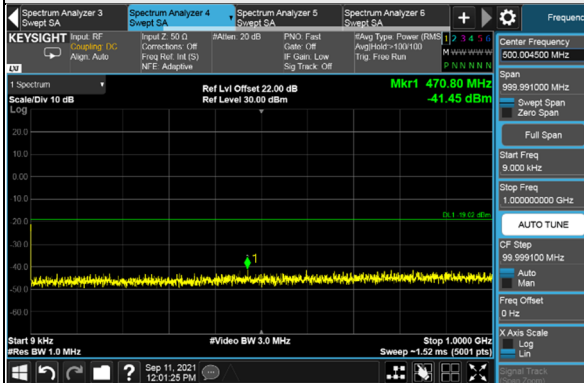 Spectrum Analyzer 3
Swept SA
Spectrum Analyzer 4
Swept SA
Spectrum Analyzer 5
Swept SA
Spectrum Analyzer 6
Swept SA
+
Frequency
KEYSIGHT
Input: RF
Coupling: DC
Align: Auto
Input Z: 50 Ω
Corrections: Off
Freq Ref: Int (S)
NFE: Adaptive
#Atten: 20 dB
PNO: Fast
Gate: Off
IF Gain: Low
Sig Track: Off
#Avg Type: Power (RMS
Avg|Hold:>100/100
Trig: Free Run
1 2 3 4 5 6
M W W W W W
P N N N N N
LXI
1 Spectrum
Scale/Div 10 dB
Log
Ref Lvl Offset 22.00 dB
Ref Level 30.00 dBm
Mkr1 470.80 MHz
-41.45 dBm
20.0
10.0
0.00
-10.0
-20.0
-30.0
-40.0
-50.0
-60.0
DL1 -19.02 dBm
1
Start 9 kHz
#Res BW 1.0 MHz
#Video BW 3.0 MHz
Stop 1.0000 GHz
Sweep ~1.52 ms (5001 pts)
Center Frequency
500.004500 MHz
Span
999.991000 MHz
Swept Span
Zero Span
Full Span
Start Freq
9.000 kHz
Stop Freq
1.000000000 GHz
AUTO TUNE
CF Step
99.999100 MHz
Auto
Man
Freq Offset
0 Hz
X Axis Scale
Log
Lin
Signal Track
(Span Zoom)
?
Sep 11, 2021
12:01:25 PM